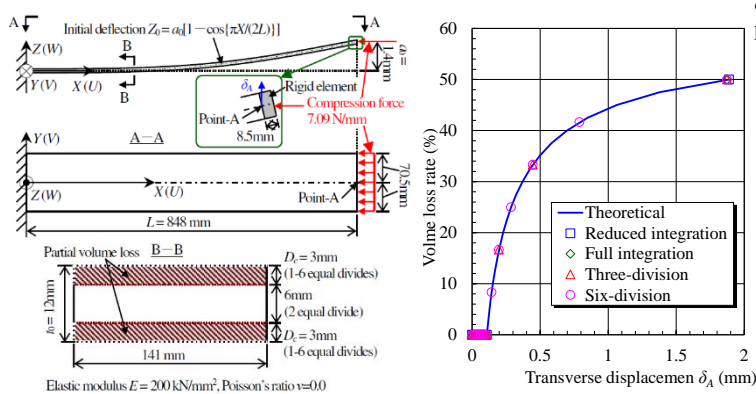 A A
Initial deflection Z₀ = a₀[1−cos{πX/(2L)}]
Z(W)
B
X(U)
Y(V)
B
a₀ = 1.4mm
δA
Rigid element
Point-A
Compression force
7.09 N/mm
8.5mm
Y(V)
A−A
Z(W)
X(U)
Point-A
70.5mm
L = 848 mm
Partial volume loss
B−B
Dc = 3mm
(1-6 equal divides)
t₀ = 12mm
6mm
(2 equal divide)
Dc = 3mm
(1-6 equal divides)
141 mm
Elastic modulus E = 200 kN/mm², Poisson's ratio ν=0.0
Volme loss rate (%)
60
50
40
30
20
10
0
Theoretical
Reduced integration
Full integration
Three-division
Six-division
0 0.5 1 1.5 2
Transverse displacemen δA (mm)